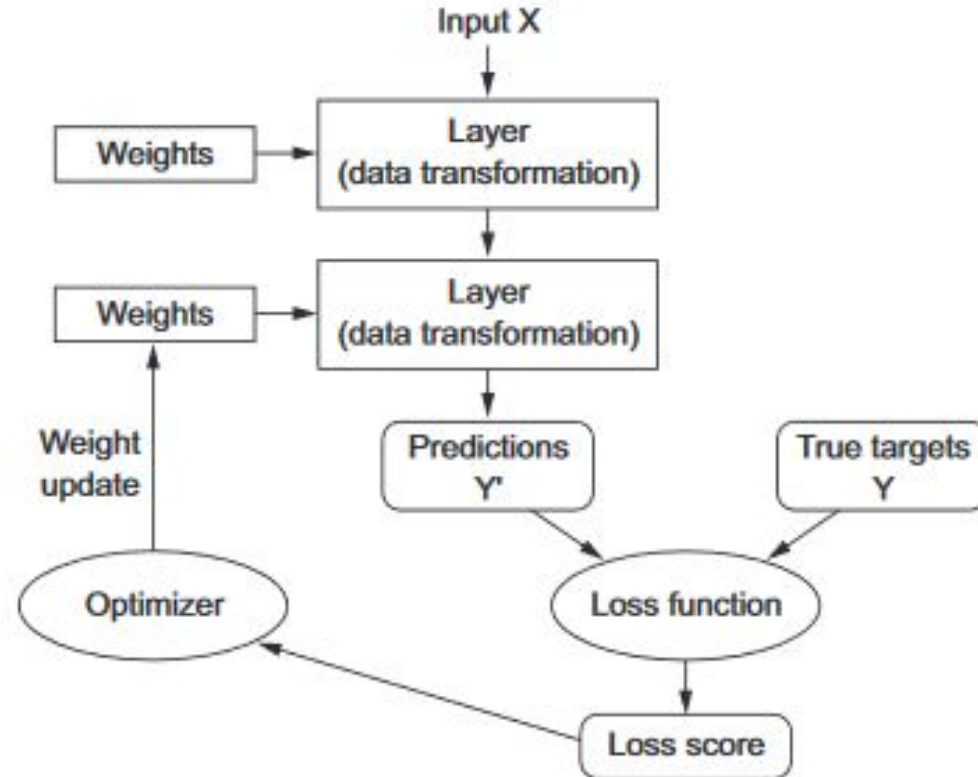 Input X
Layer
(data transformation)
Weights
Layer
(data transformation)
Weights
Weight
update
Predictions
Y'
True targets
Y
Optimizer
Loss function
Loss score